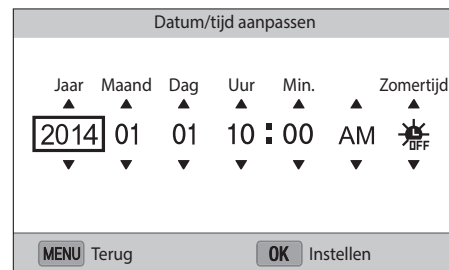 Datum/tijd aanpassen
Jaar Maand Dag Uur Min. Zomertijd
2014 01 01 10:00 AM OFF
MENU Terug OK Instellen